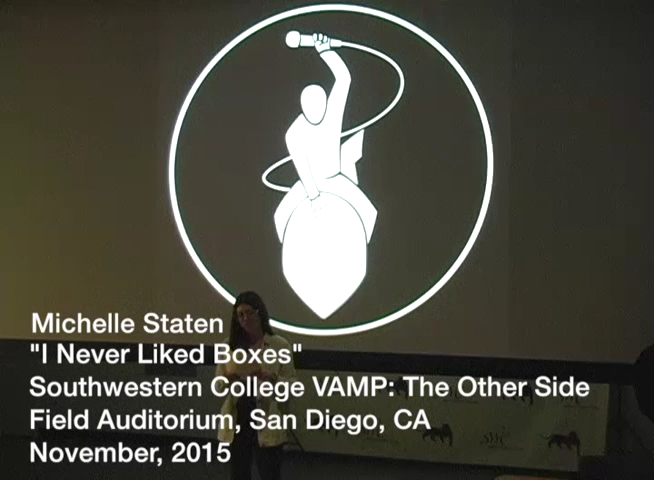 Michelle Staten
"I Never Liked Boxes"
Southwestern College VAMP: The Other Side
Field Auditorium, San Diego, CA
November, 2015